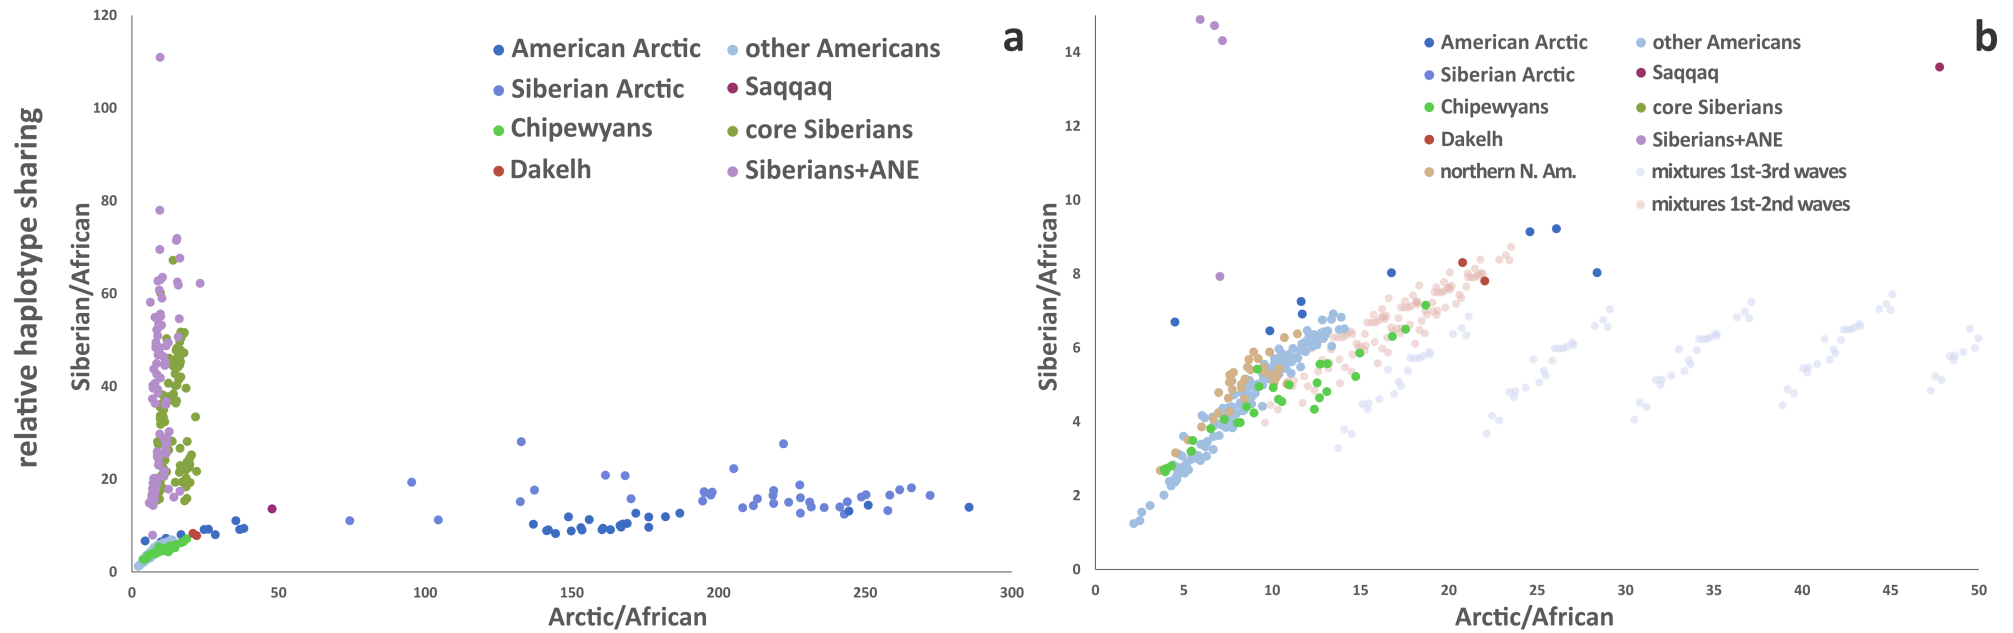 relative haplotype sharing
Siberian/African
120
100
80
60
40
20
0
0 50 100 150 200 250 300
Arctic/African
a
American Arctic other Americans
Siberian Arctic Saqqaq
Chipewyans core Siberians
Dakelh Siberians+ANE
Siberian/African
14
12
10
8
6
4
2
0
0 5 10 15 20 25 30 35 40 45 50
Arctic/African
b
American Arctic other Americans
Siberian Arctic Saqqaq
Chipewyans core Siberians
Dakelh Siberians+ANE
northern N. Am. mixtures 1st-3rd waves
mixtures 1st-2nd waves